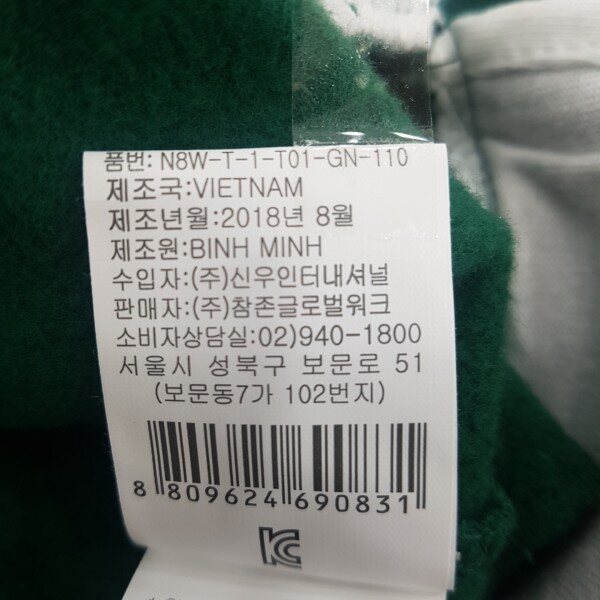 품번: N8W-T-1-T01-GN-110
제조국:VIETNAM
제조년월:2018년 8월
제조원:BINH MINH
수입자:(주)신우인터내셔널
판매자:(주)참존글로벌워크
소비자상담실:02)940-1800
서울시 성북구 보문로 51
(보문동7가 102번지)
8 809624 690831
KC